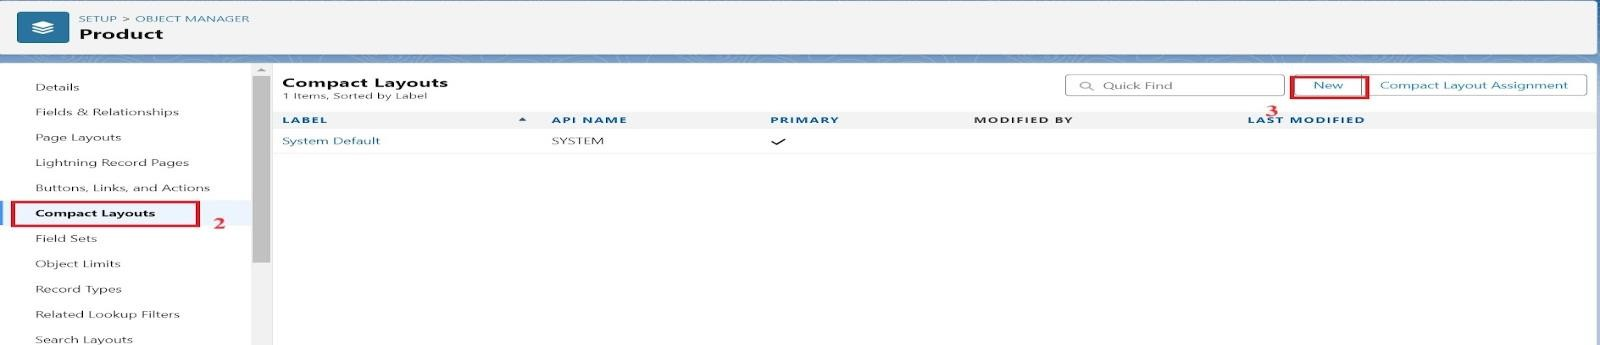 SETUP > OBJECT MANAGER
Product
Details
Fields & Relationships
Page Layouts
Lightning Record Pages
Buttons, Links, and Actions
Compact Layouts
2
Field Sets
Object Limits
Record Types
Related Lookup Filters
Search Layouts
Compact Layouts
1 Items, Sorted by Label
Quick Find
New
Compact Layout Assignment
3
LABEL API NAME PRIMARY MODIFIED BY LAST MODIFIED
System Default SYSTEM